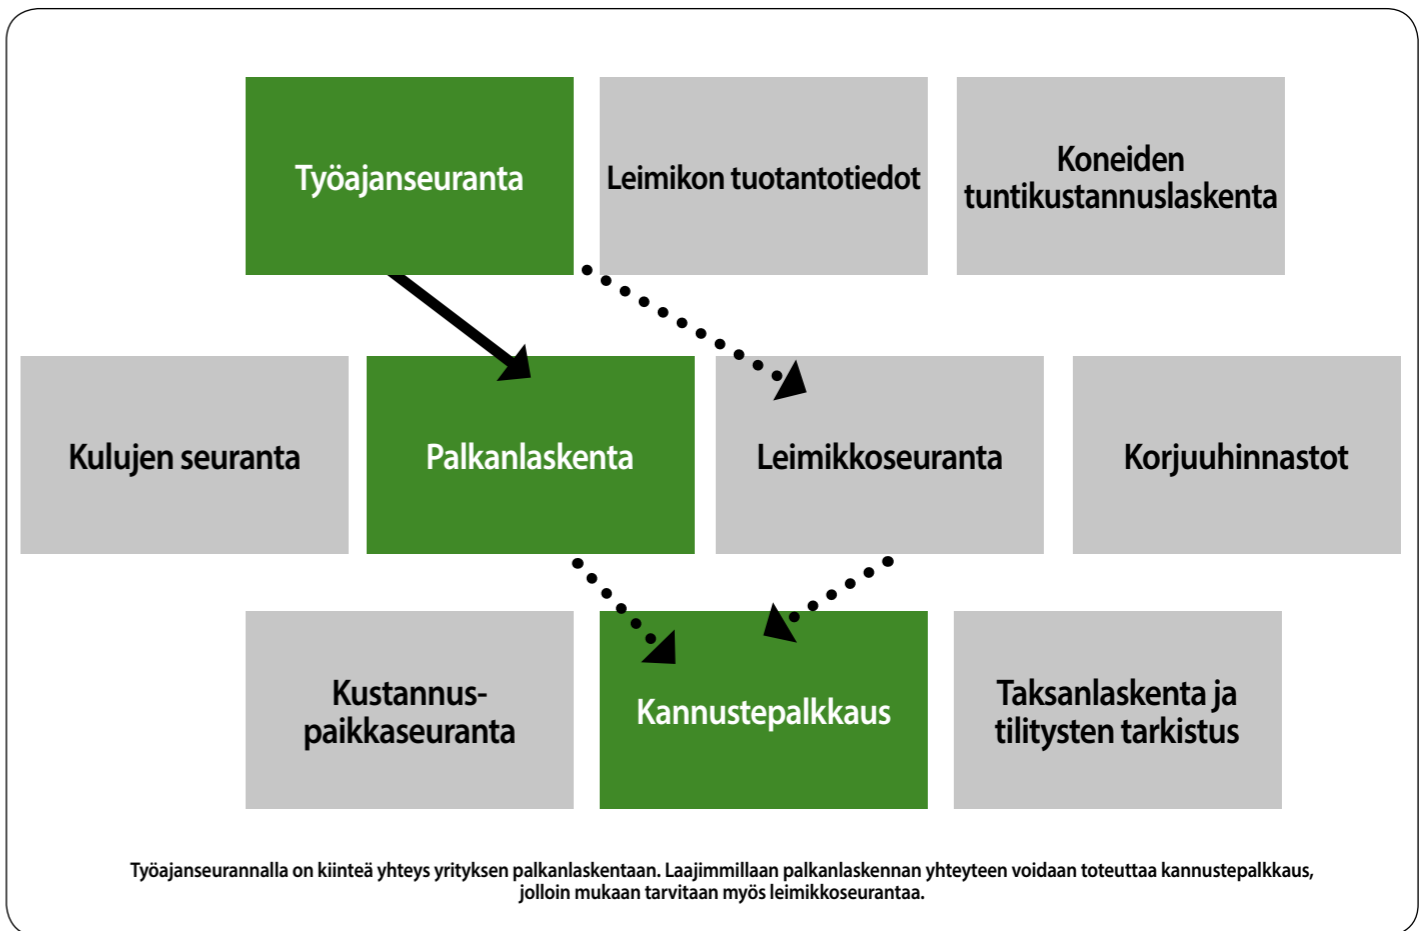 Työajanseuranta
Leimikon tuotantotiedot
Koneiden
tuntikustannuslaskenta
Kulujen seuranta
Palkanlaskenta
Leimikkoseuranta
Korjuuhinnastot
Kustannus-
paikkaseuranta
Kannustepalkkaus
Taksanlaskenta ja
tilitysten tarkistus
Työajanseurannalla on kiinteä yhteys yrityksen palkanlaskentaan. Laajimmillaan palkanlaskennan yhteyteen voidaan toteuttaa kannustepalkkaus,
jolloin mukaan tarvitaan myös leimikkoseurantaa.